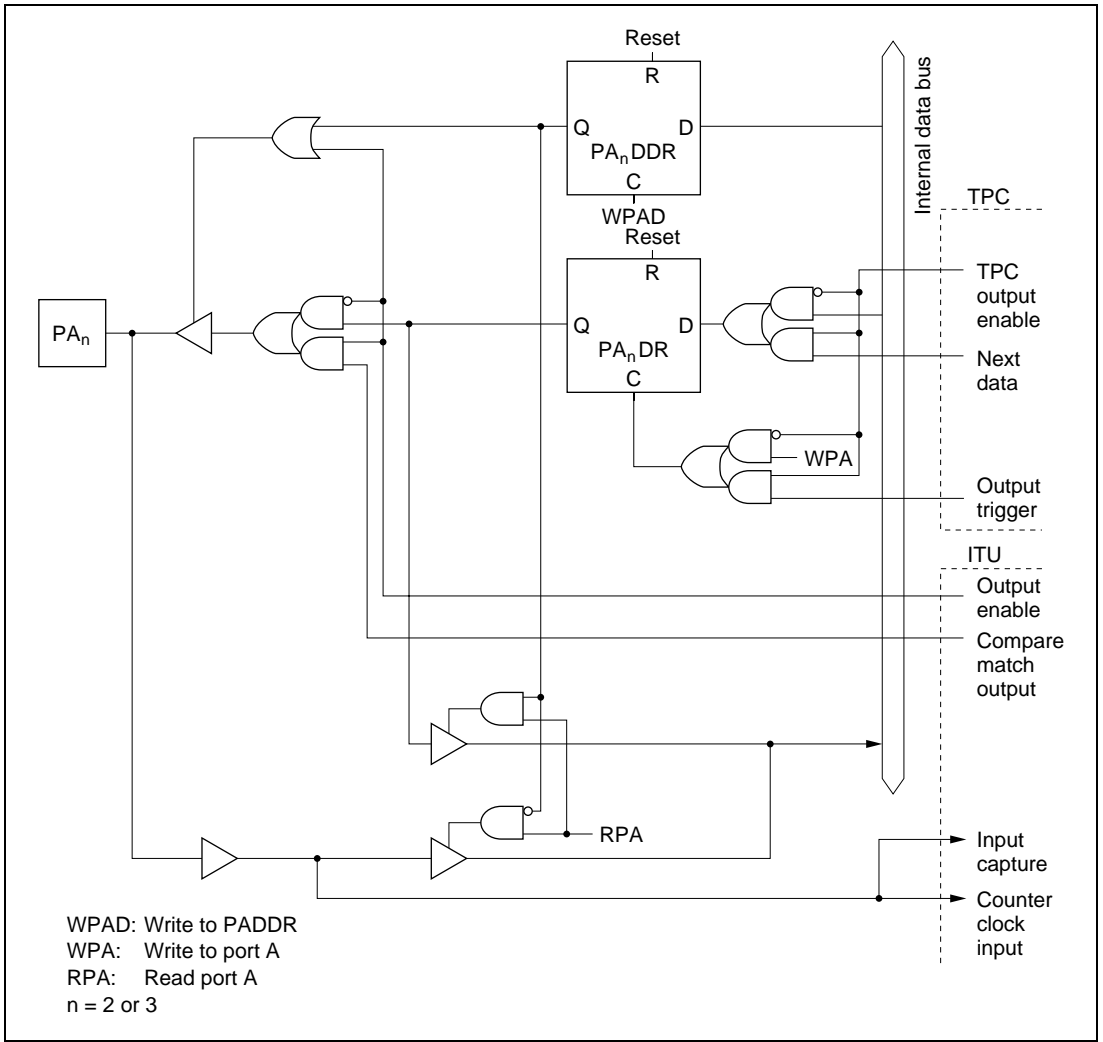 Reset
R
Q
D
PAnDDR
C
WPAD
Internal data bus
TPC
Reset
R
Q
D
PAnDR
C
PAn
TPC
output
enable
Next
data
WPA
Output
trigger
ITU
Output
enable
Compare
match
output
RPA
Input
capture
Counter
clock
input
WPAD: Write to PADDR
WPA: Write to port A
RPA: Read port A
n = 2 or 3